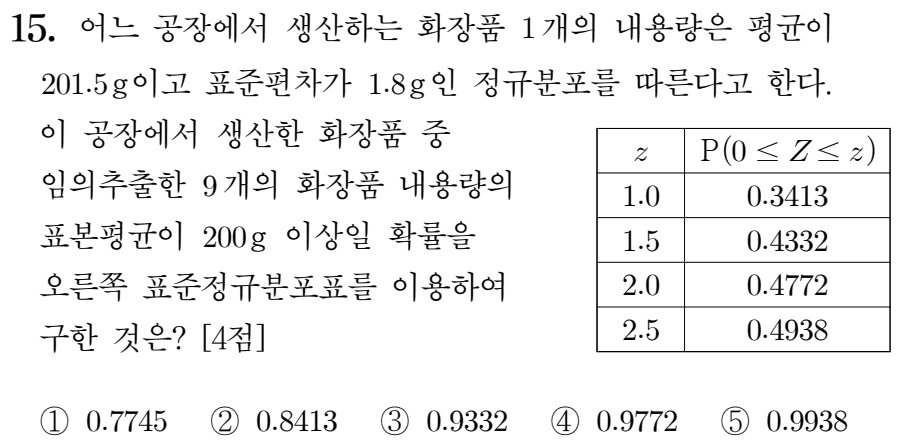 15. 어느 공장에서 생산하는 화장품 1개의 내용량은 평균이
201.5g이고 표준편차가 1.8g인 정규분포를 따른다고 한다.
이 공장에서 생산한 화장품 중
임의추출한 9개의 화장품 내용량의
표본평균이 200g 이상일 확률을
오른쪽 표준정규분포표를 이용하여
구한 것은? [4점]
z P(0 ≤ Z ≤ z)
1.0 0.3413
1.5 0.4332
2.0 0.4772
2.5 0.4938
① 0.7745 ② 0.8413 ③ 0.9332 ④ 0.9772 ⑤ 0.9938